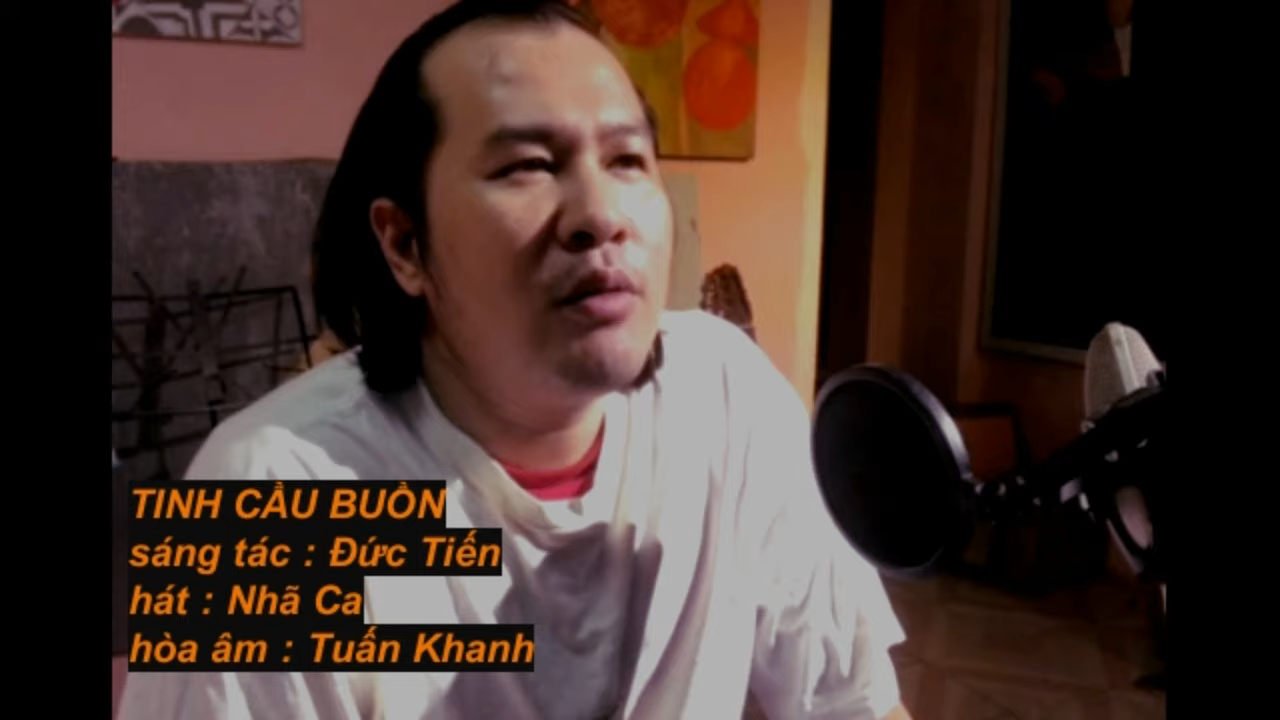 TINH CẦU BUỒN
sáng tác : Đức Tiến
hát : Nhã Ca
hòa âm : Tuấn Khanh